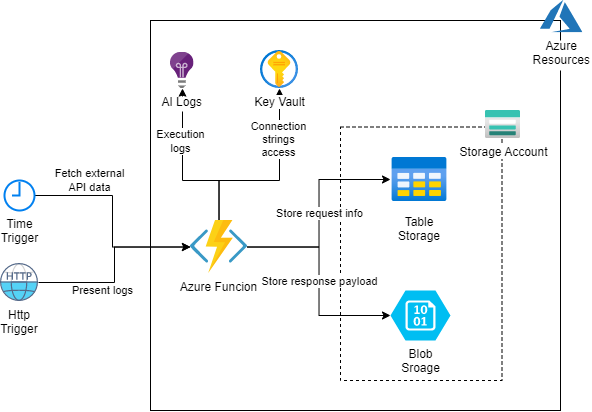 Azure
Resources
AI Logs
Key Vault
Execution
logs
Connection
strings
access
Storage Account
Fetch external
API data
Time
Trigger
Store request info
Table
Storage
HTTP
Present logs
Http
Trigger
Azure Funcion
Store response payload
10
01
Blob
Sroage